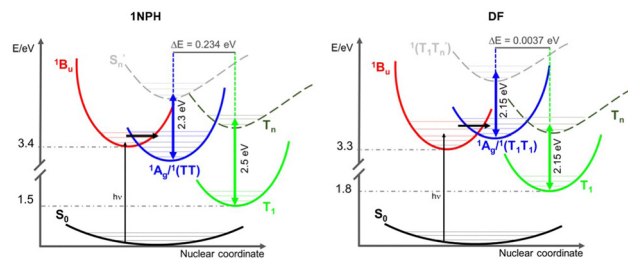 1NPH
E/eV
¹Bᵤ
Sₙ'
ΔE = 0.234 eV
2.3 eV
Tₙ
3.4
¹A_g/¹(TT)
2.5 eV
hν
1.5
T₁
S₀
Nuclear coordinate
DF
E/eV
¹(T₁Tₙ')
ΔE = 0.0037 eV
¹Bᵤ
2.15 eV
Tₙ
3.3
¹A_g/¹(T₁T₁)
2.15 eV
1.8
hν
T₁
S₀
Nuclear coordinate